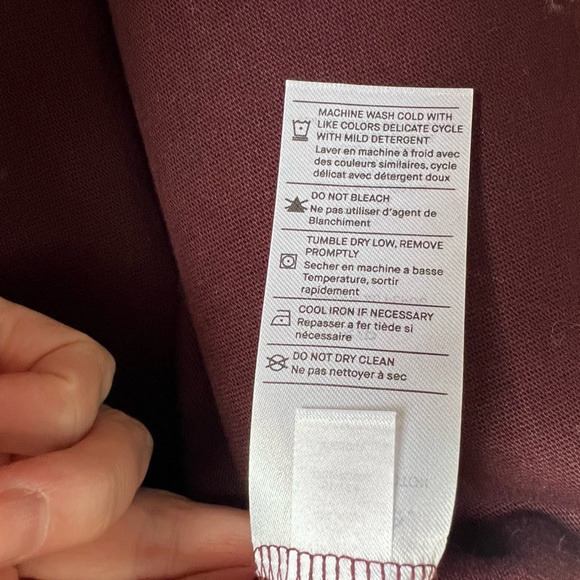 MACHINE WASH COLD WITH
LIKE COLORS DELICATE CYCLE
WITH MILD DETERGENT
Laver en machine à froid avec
des couleurs similaires, cycle
délicat avec détergent doux
DO NOT BLEACH
Ne pas utiliser d'agent de
Blanchiment
TUMBLE DRY LOW, REMOVE
PROMPTLY
Secher en machine a basse
Temperature, sortir
rapidement
COOL IRON IF NECESSARY
Repasser a fer tiède si
nécessaire
DO NOT DRY CLEAN
Ne pas nettoyer à sec